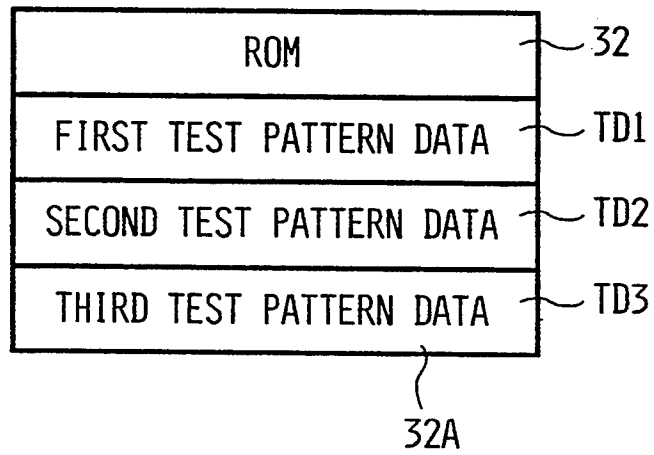 ROM 32
FIRST TEST PATTERN DATA TD1
SECOND TEST PATTERN DATA TD2
THIRD TEST PATTERN DATA TD3
32A